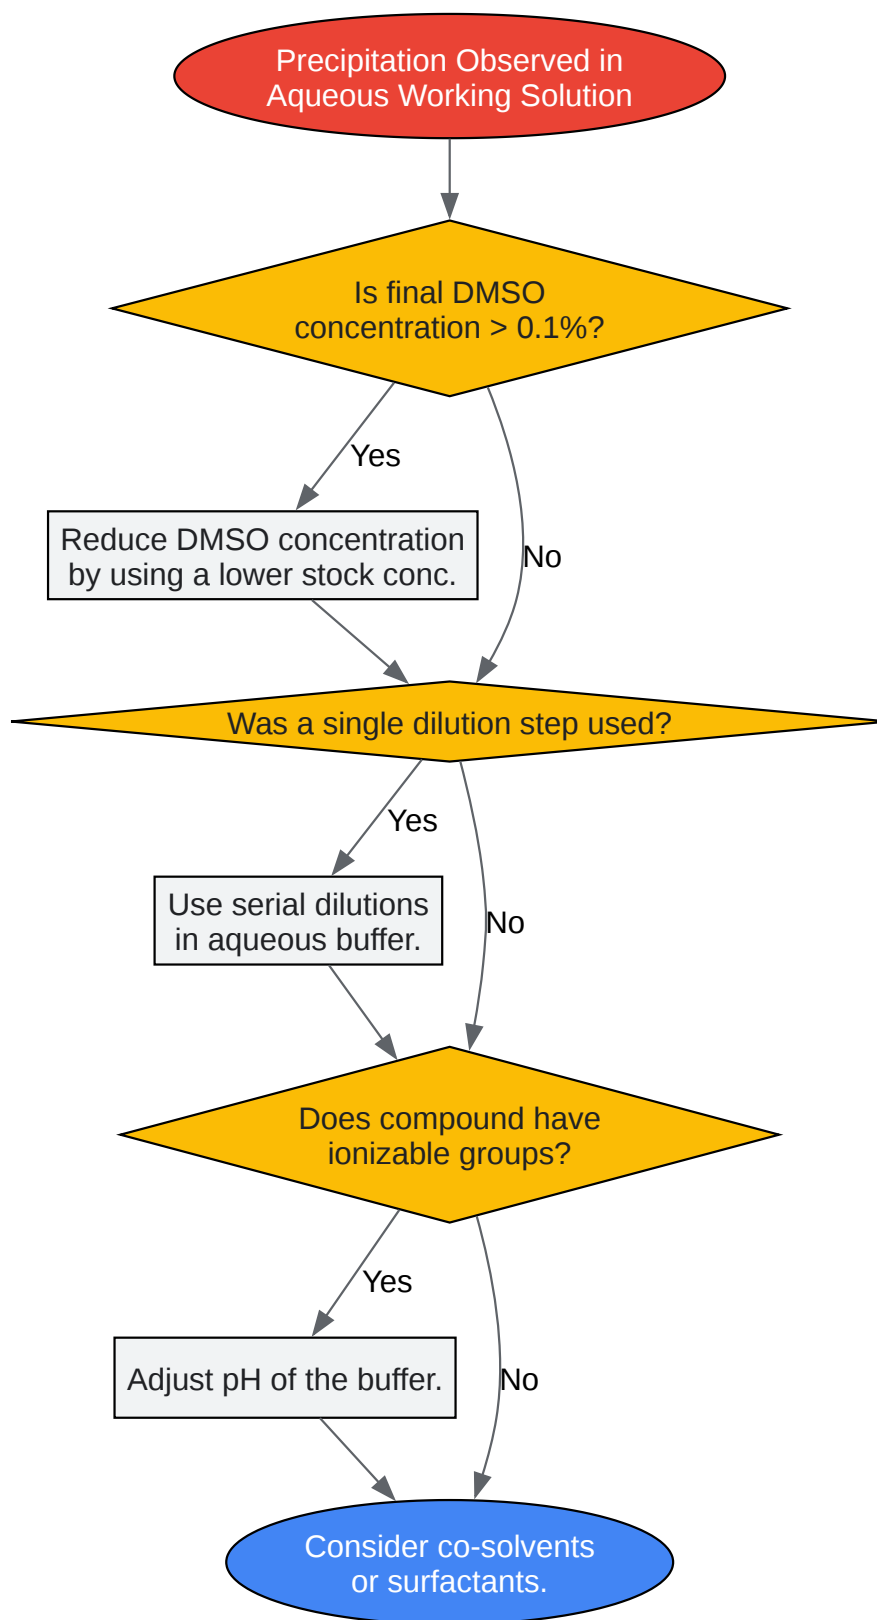 Precipitation Observed in
Aqueous Working Solution
Is final DMSO
concentration > 0.1%?
Yes
Reduce DMSO concentration
by using a lower stock conc.
No
Was a single dilution step used?
Yes
Use serial dilutions
in aqueous buffer.
No
Does compound have
ionizable groups?
Yes
Adjust pH of the buffer.
No
Consider co-solvents
or surfactants.